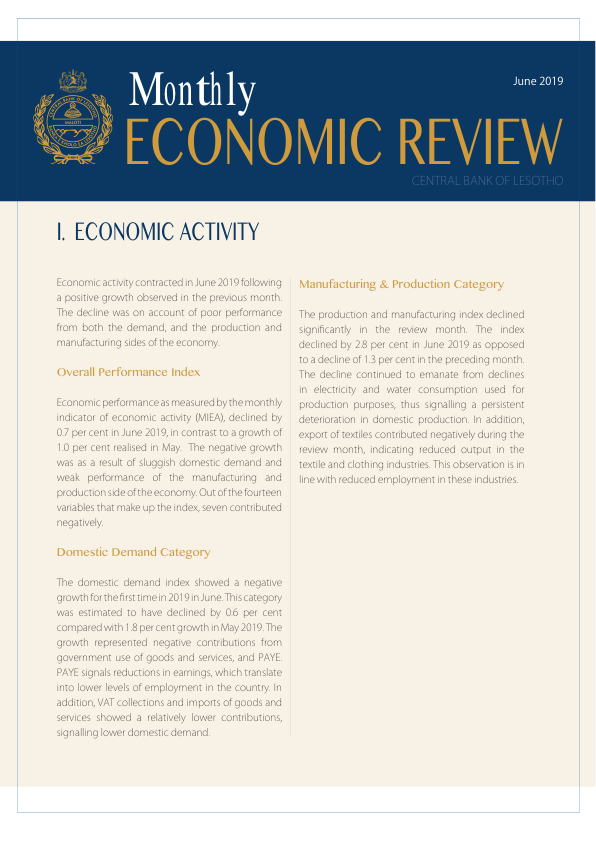 June 2019
Monthly
ECONOMIC REVIEW
CENTRAL BANK OF LESOTHO
CENTRAL BANK OF LESOTHO
MALOTI
I. ECONOMIC ACTIVITY
Economic activity contracted in June 2019 following
a positive growth observed in the previous month.
The decline was on account of poor performance
from both the demand, and the production and
manufacturing sides of the economy.
Overall Performance Index
Economic performance as measured by the monthly
indicator of economic activity (MIEA), declined by
0.7 per cent in June 2019, in contrast to a growth of
1.0 per cent realised in May. The negative growth
was as a result of sluggish domestic demand and
weak performance of the manufacturing and
production side of the economy. Out of the fourteen
variables that make up the index, seven contributed
negatively.
Domestic Demand Category
The domestic demand index showed a negative
growth for the first time in 2019 in June. This category
was estimated to have declined by 0.6 per cent
compared with 1.8 per cent growth in May 2019. The
growth represented negative contributions from
government use of goods and services, and PAYE.
PAYE signals reductions in earnings, which translate
into lower levels of employment in the country. In
addition, VAT collections and imports of goods and
services showed a relatively lower contributions,
signalling lower domestic demand.
Manufacturing & Production Category
The production and manufacturing index declined
significantly in the review month. The index
declined by 2.8 per cent in June 2019 as opposed
to a decline of 1.3 per cent in the preceding month.
The decline continued to emanate from declines
in electricity and water consumption used for
production purposes, thus signalling a persistent
deterioration in domestic production. In addition,
export of textiles contributed negatively during the
review month, indicating reduced output in the
textile and clothing industries. This observation is in
line with reduced employment in these industries.